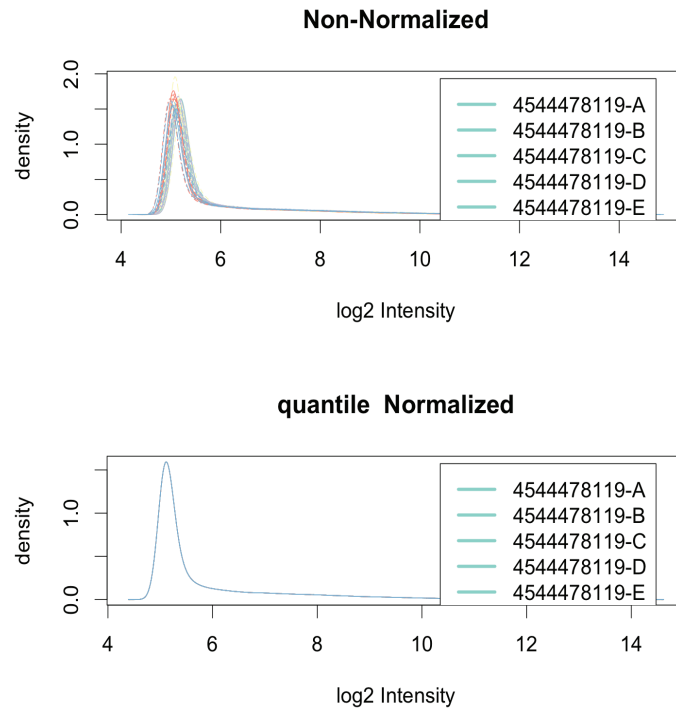 Non-Normalized
density
2.0
1.0
0.0
4544478119-A
4544478119-B
4544478119-C
4544478119-D
4544478119-E
4 6 8 10 12 14
log2 Intensity
quantile  Normalized
density
1.0
0.0
4544478119-A
4544478119-B
4544478119-C
4544478119-D
4544478119-E
4 6 8 10 12 14
log2 Intensity